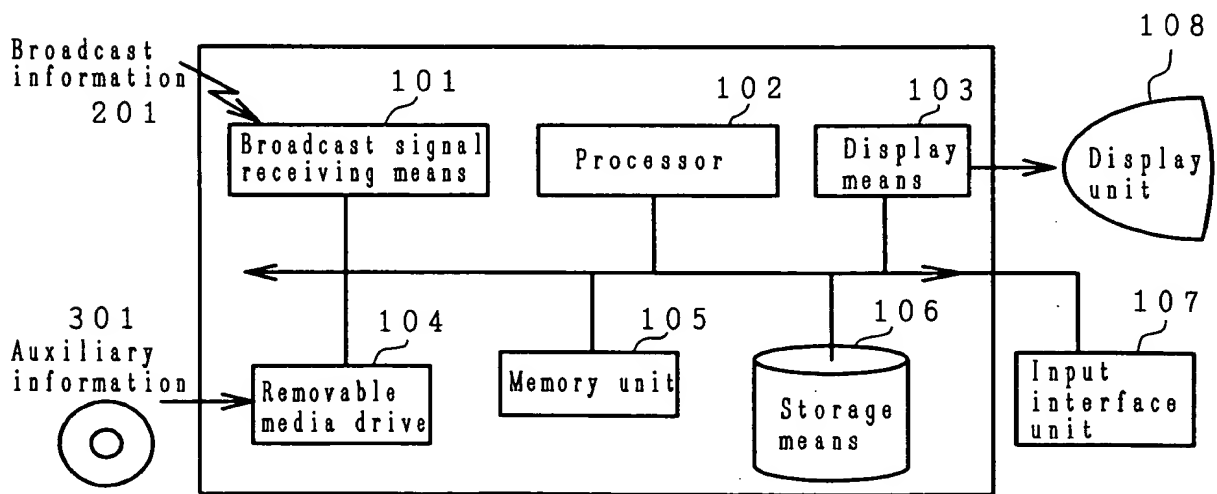 Broadcast
information
201
101
Broadcast signal
receiving means
102
Processor
103
Display
means
108
Display
unit
301
Auxiliary
information
104
Removable
media drive
105
Memory unit
106
Storage
means
107
Input
interface
unit